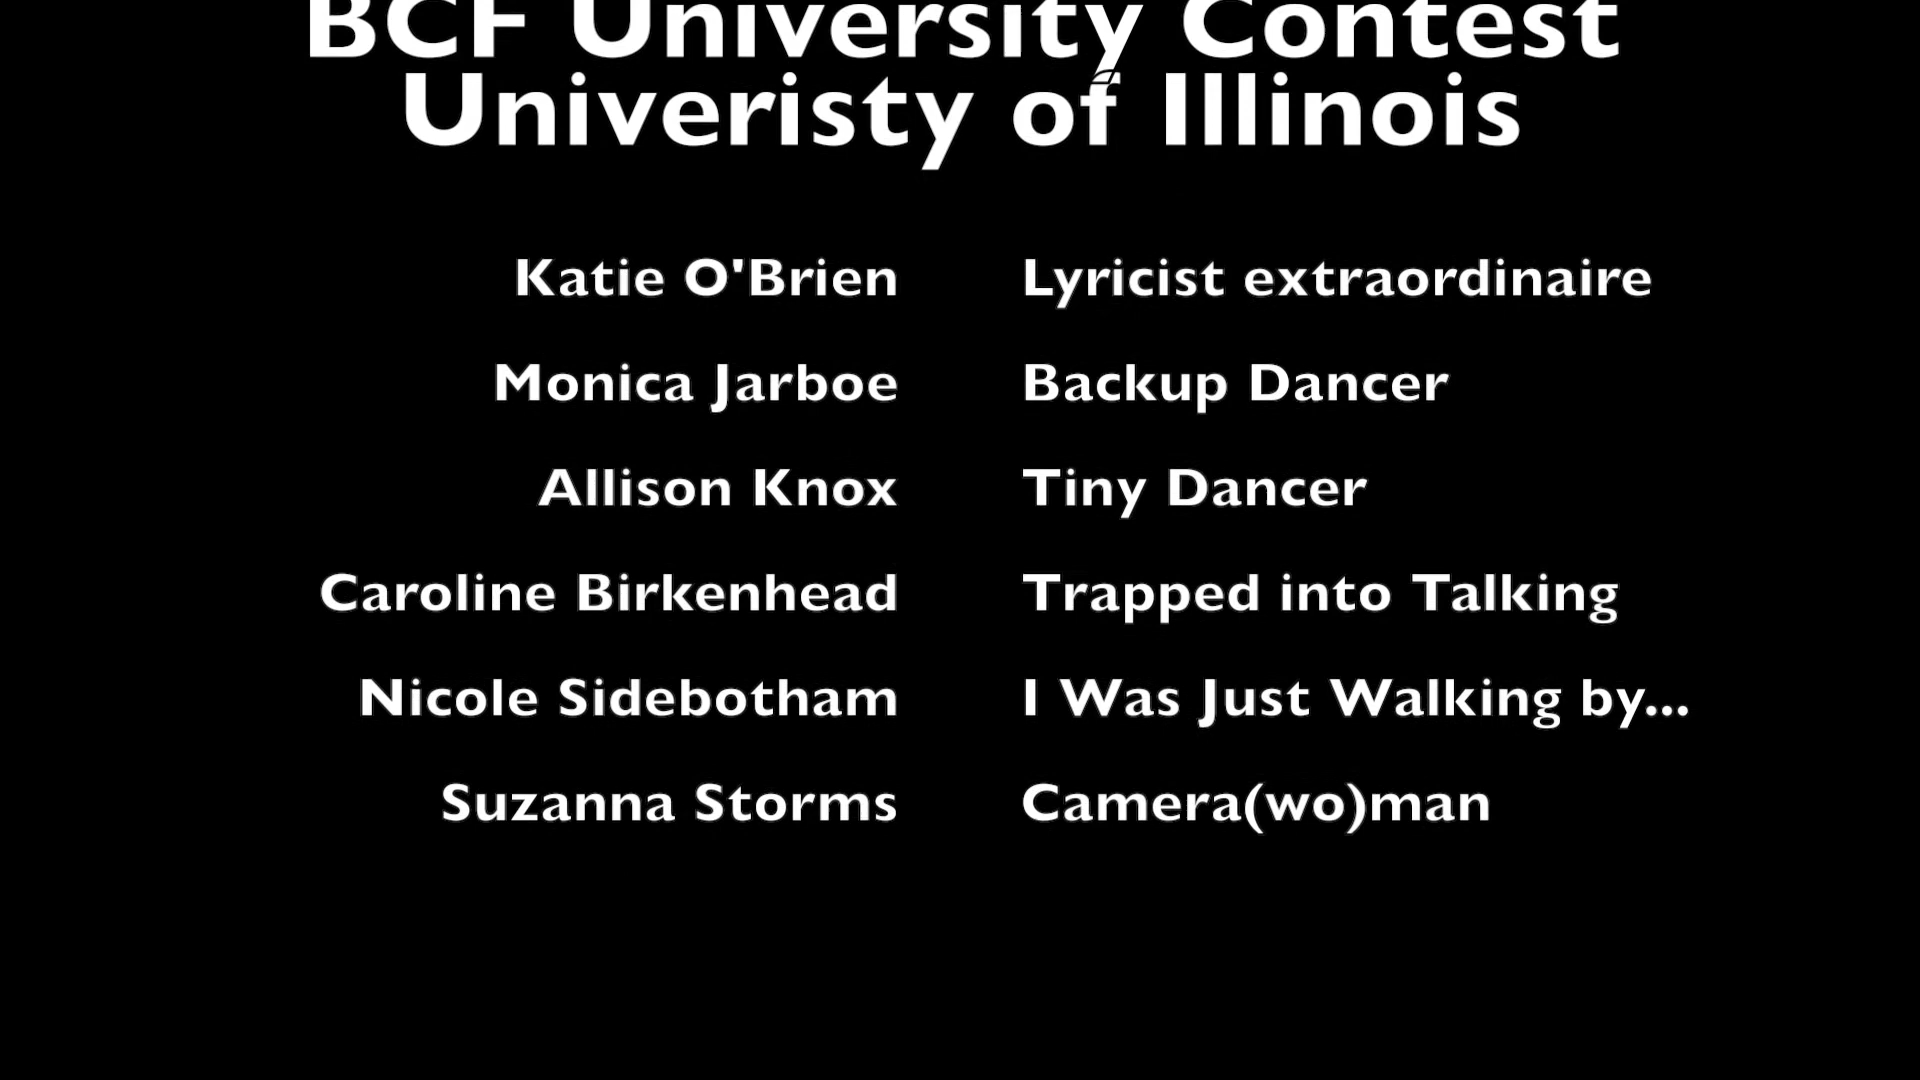 BCF University Contest
Univeristy of Illinois
Katie O'Brien Lyricist extraordinaire
Monica Jarboe Backup Dancer
Allison Knox Tiny Dancer
Caroline Birkenhead Trapped into Talking
Nicole Sidebotham I Was Just Walking by...
Suzanna Storms Camera(wo)man